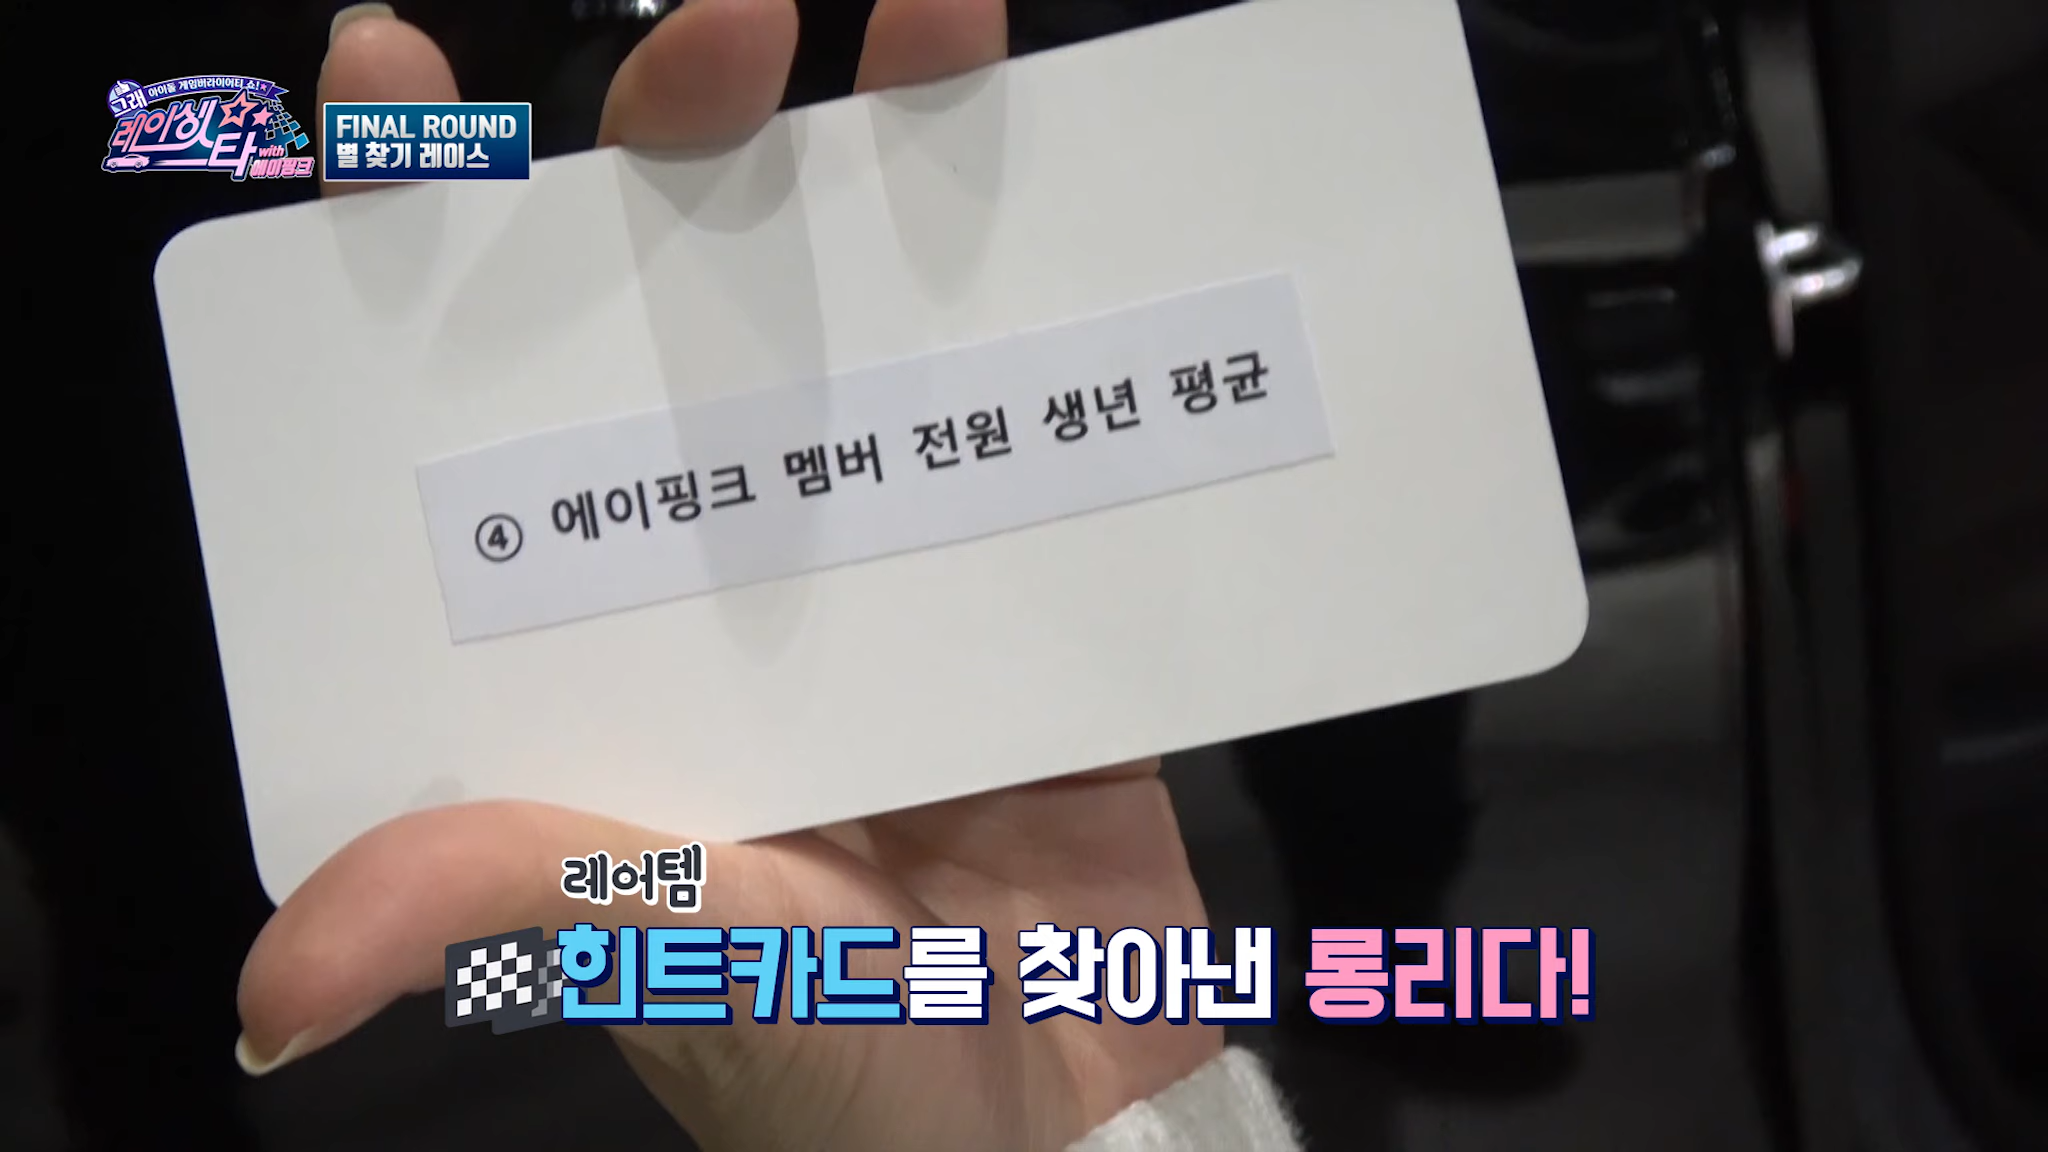 그래 아이돌 게임버라이어티 쇼!
레이싱
스타
with
에이핑크
FINAL ROUND
별 찾기 레이스
④ 에이핑크 멤버 전원 생년 평균
레어템
힌트카드를 찾아낸 롱리다!